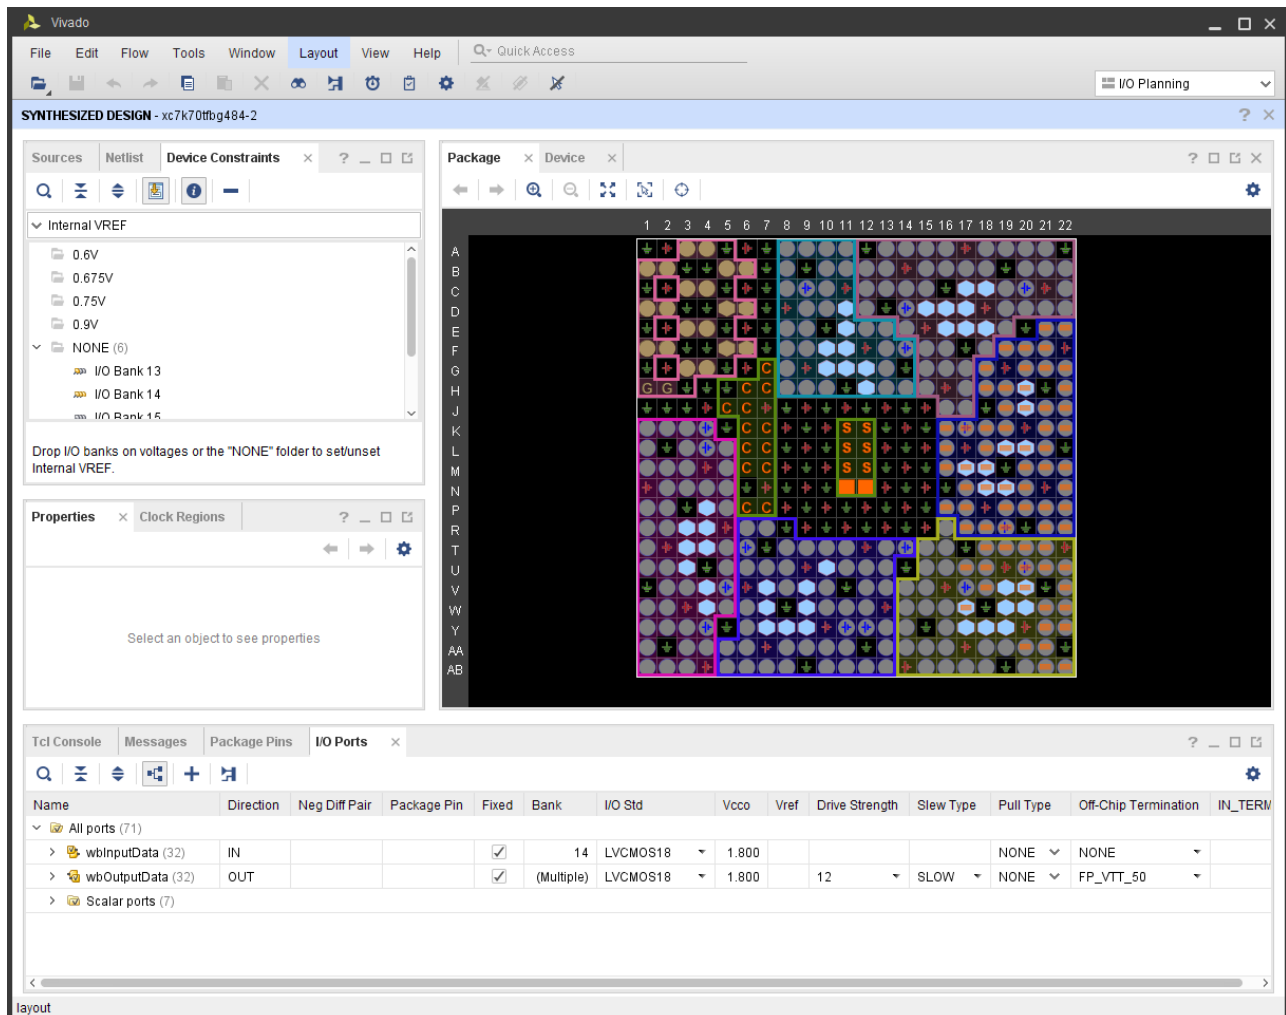 Vivado
File Edit Flow Tools Window Layout View Help Quick Access
I/O Planning
SYNTHESIZED DESIGN - xc7k70tfbg484-2
Sources Netlist Device Constraints
Internal VREF
0.6V
0.675V
0.75V
0.9V
NONE (6)
I/O Bank 13
I/O Bank 14
I/O Bank 15
Drop I/O banks on voltages or the "NONE" folder to set/unset
Internal VREF.
Properties Clock Regions
Select an object to see properties
Package Device
1 2 3 4 5 6 7 8 9 10 11 12 13 14 15 16 17 18 19 20 21 22
A
B
C
D
E
F
G C
H G G C C
J C C
K C C S S
L C C S S
M C C S S
N
P C C
R
T
U
V
W
Y
AA
AB
Tcl Console Messages Package Pins I/O Ports
Name Direction Neg Diff Pair Package Pin Fixed Bank I/O Std Vcco Vref Drive Strength Slew Type Pull Type Off-Chip Termination IN_TERM
All ports (71)
wbInputData (32) IN 14 LVCMOS18 1.800 NONE NONE
wbOutputData (32) OUT (Multiple) LVCMOS18 1.800 12 SLOW NONE FP_VTT_50
Scalar ports (7)
layout